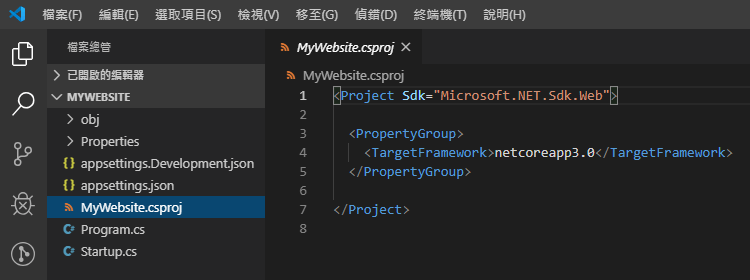 檔案(F) 編輯(E) 選取項目(S) 檢視(V) 移至(G) 偵錯(D) 終端機(T) 說明(H)
檔案總管
已開啟的編輯器
MYWEBSITE
obj
Properties
{} appsettings.Development.json
{} appsettings.json
MyWebsite.csproj
C# Program.cs
C# Startup.cs
MyWebsite.csproj ×
MyWebsite.csproj
1 <Project Sdk="Microsoft.NET.Sdk.Web">
2
3 <PropertyGroup>
4 <TargetFramework>netcoreapp3.0</TargetFramework>
5 </PropertyGroup>
6
7 </Project>
8